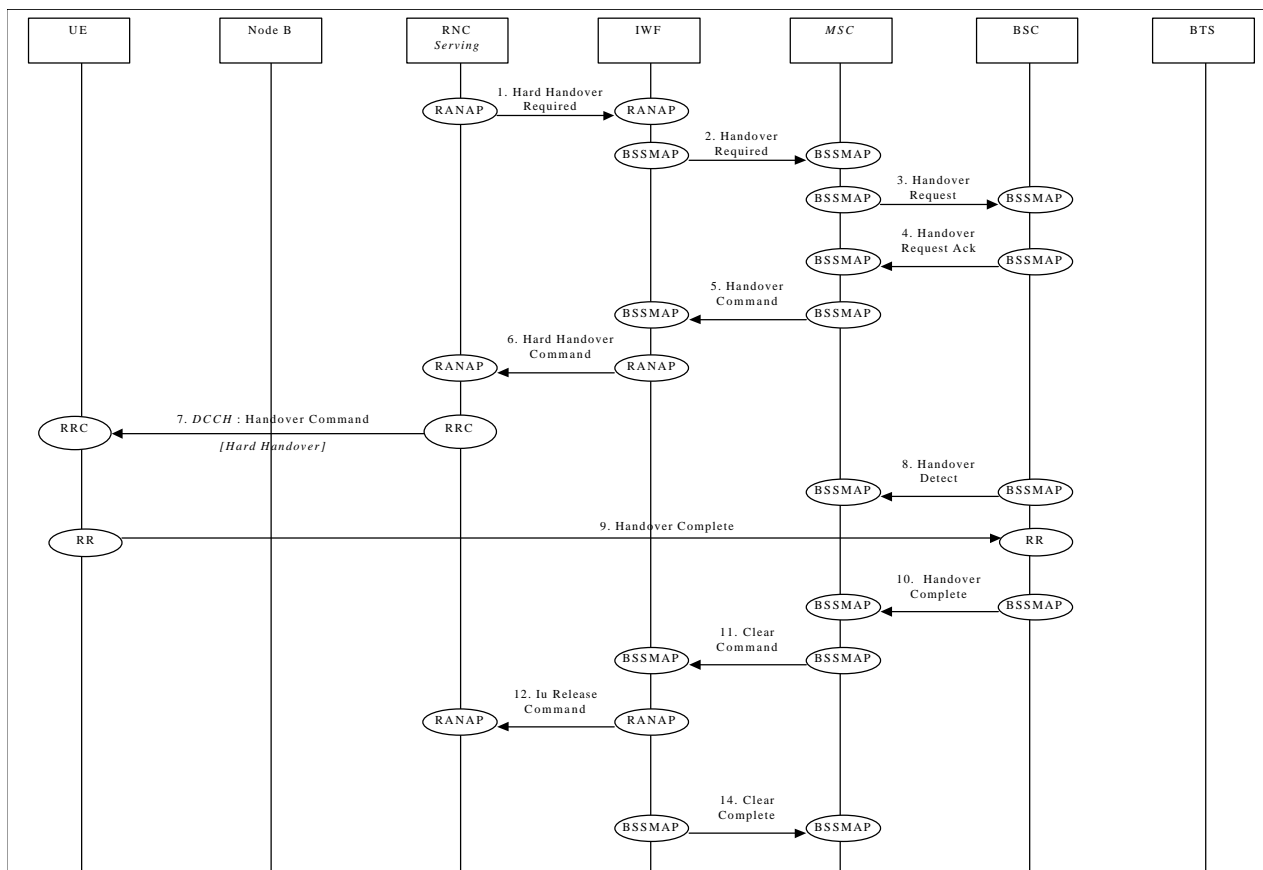 UE
Node B
RNC
Serving
IWF
MSC
BSC
BTS
1. Hard Handover
Required
RANAP
RANAP
2. Handover
Required
BSSMAP
BSSMAP
3. Handover
Request
BSSMAP
BSSMAP
4. Handover
Request Ack
BSSMAP
BSSMAP
5. Handover
Command
BSSMAP
BSSMAP
6. Hard Handover
Command
RANAP
RANAP
7. DCCH : Handover Command
RRC
RRC
[Hard Handover]
8. Handover
Detect
BSSMAP
BSSMAP
9. Handover Complete
RR
RR
10. Handover
Complete
BSSMAP
BSSMAP
11. Clear
Command
BSSMAP
BSSMAP
12. Iu Release
Command
RANAP
RANAP
14. Clear
Complete
BSSMAP
BSSMAP